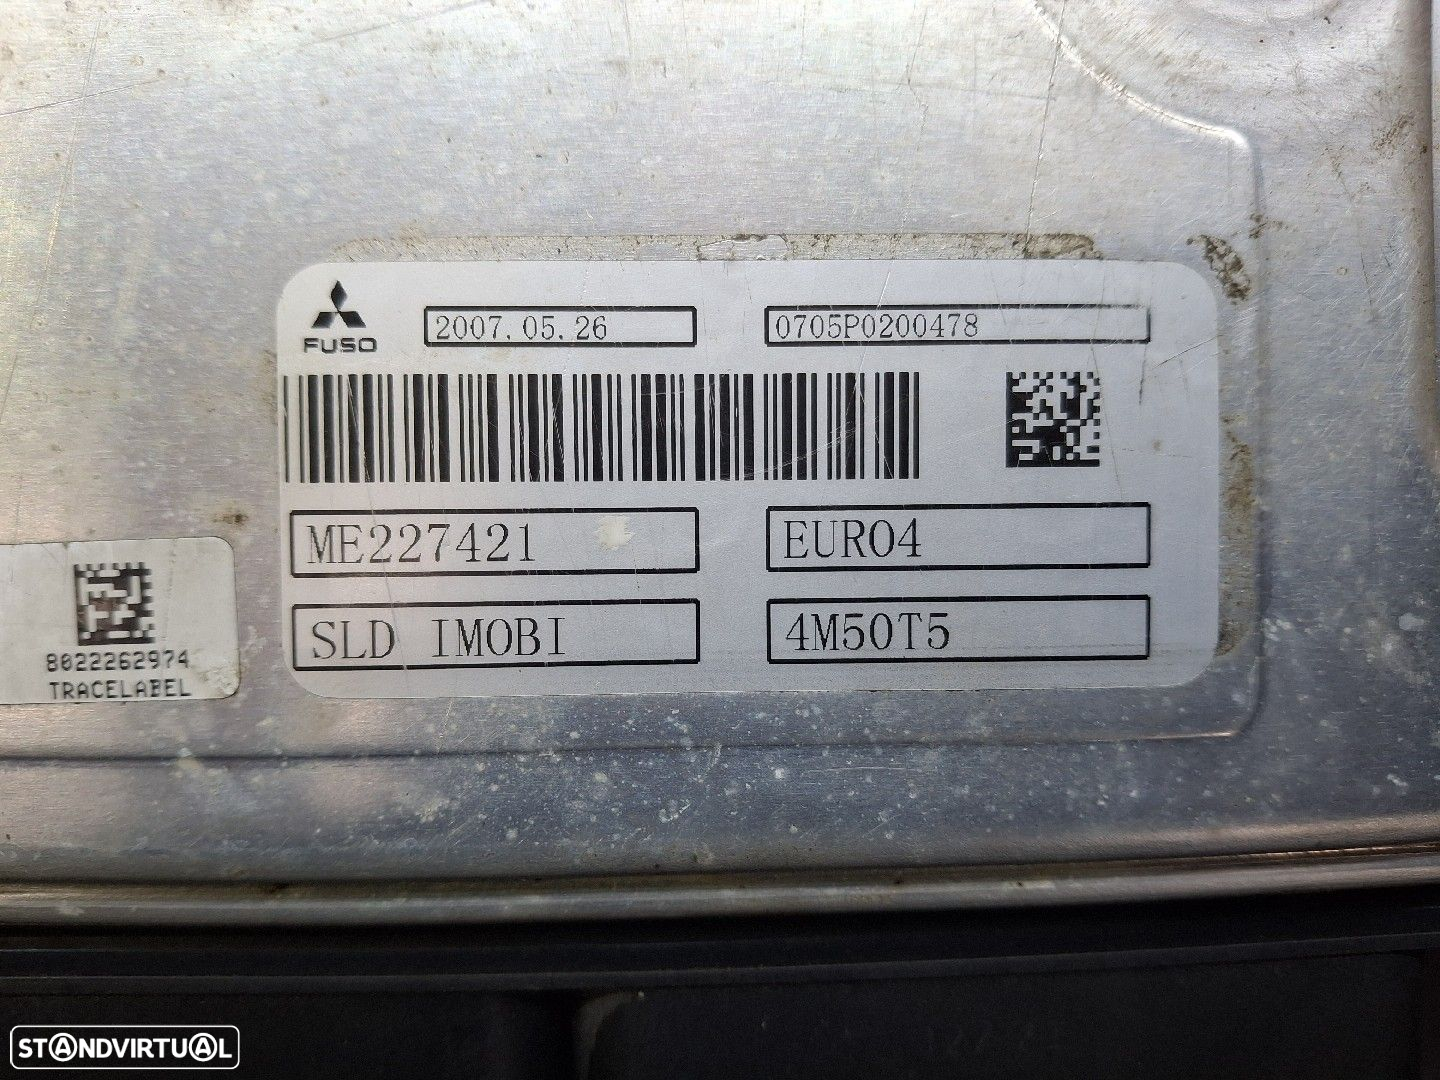 FUSO
2007.05.26
0705P0200478
ME227421
EURO4
SLD IMOBI
4M50T5
8022262974
TRACELABEL
STANDVIRTUAL